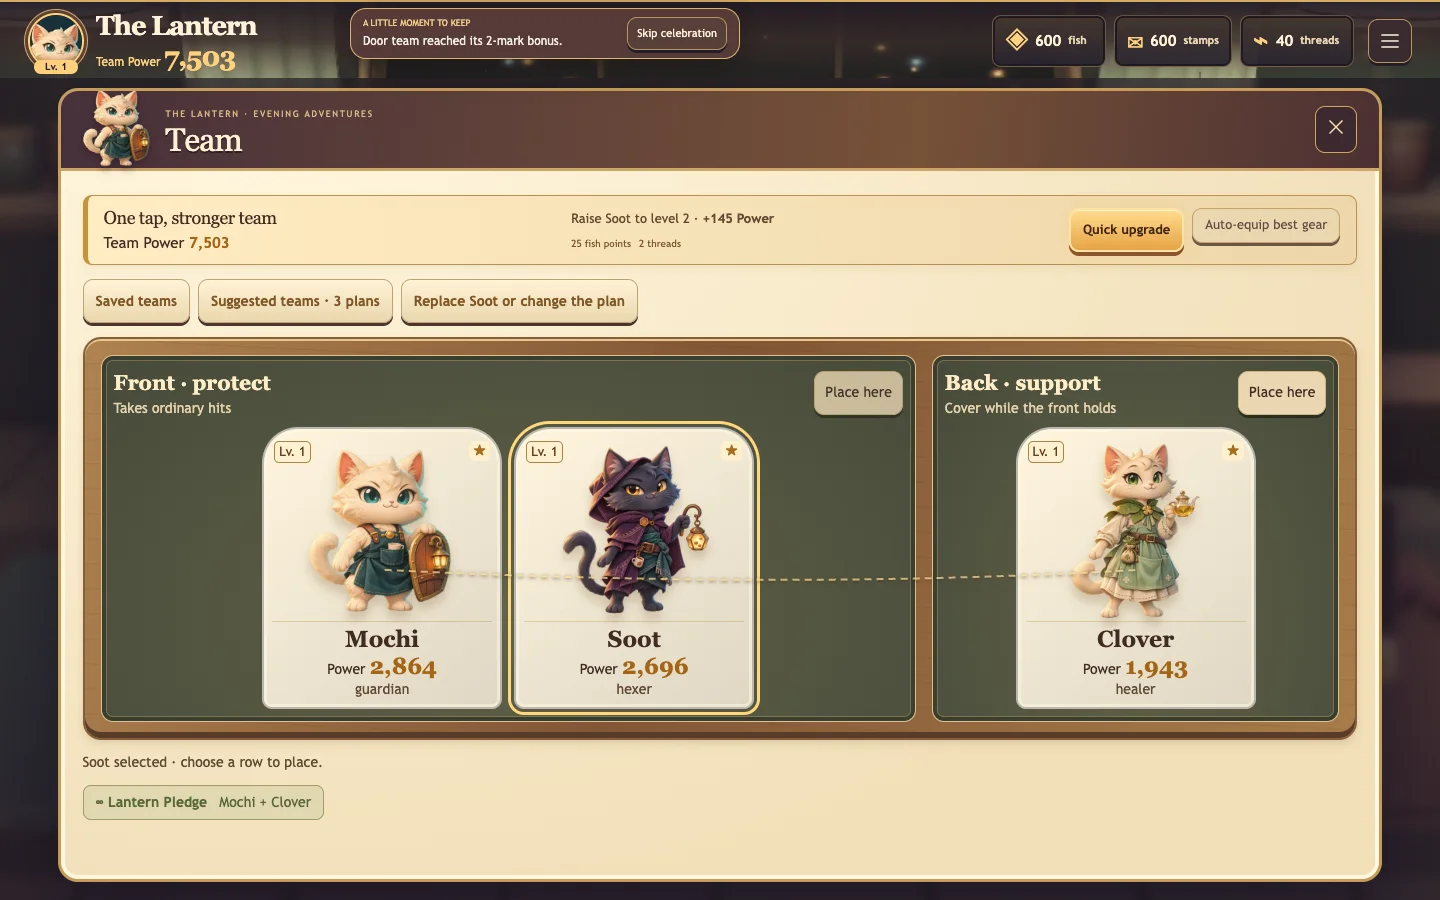 The Lantern
Team Power 7,503
Lv. 1
A LITTLE MOMENT TO KEEP
Door team reached its 2-mark bonus.
Skip celebration
600 fish
600 stamps
40 threads
THE LANTERN · EVENING ADVENTURES
Team
One tap, stronger team
Team Power 7,503
Raise Soot to level 2 · +145 Power
25 fish points 2 threads
Quick upgrade
Auto-equip best gear
Saved teams
Suggested teams · 3 plans
Replace Soot or change the plan
Front · protect
Takes ordinary hits
Place here
Back · support
Cover while the front holds
Place here
Lv. 1
Mochi
Power 2,864
guardian
Lv. 1
Soot
Power 2,696
hexer
Lv. 1
Clover
Power 1,943
healer
Soot selected · choose a row to place.
Lantern Pledge Mochi + Clover